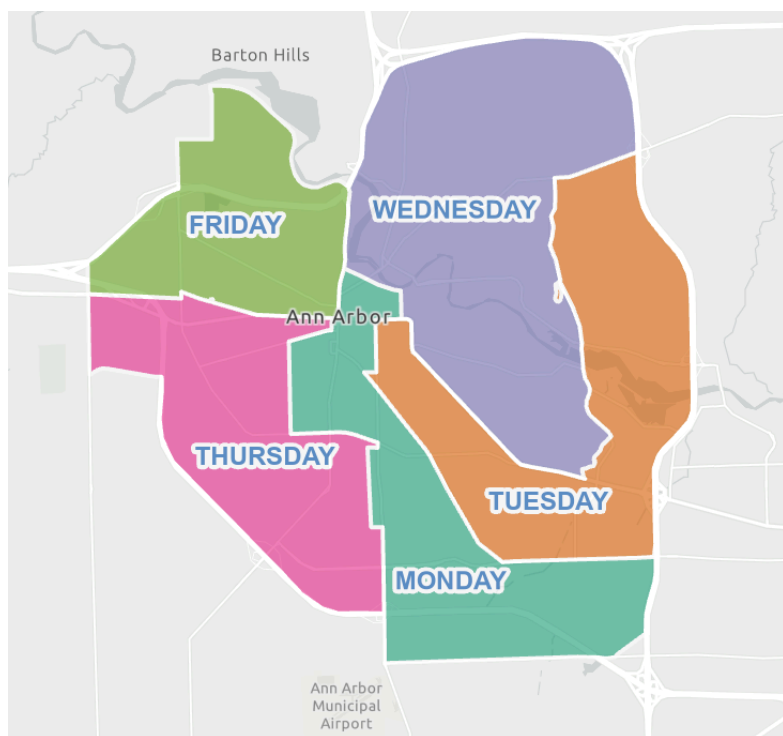 Barton Hills
WEDNESDAY
FRIDAY
Ann Arbor
THURSDAY
TUESDAY
MONDAY
Ann Arbor
Municipal
Airport